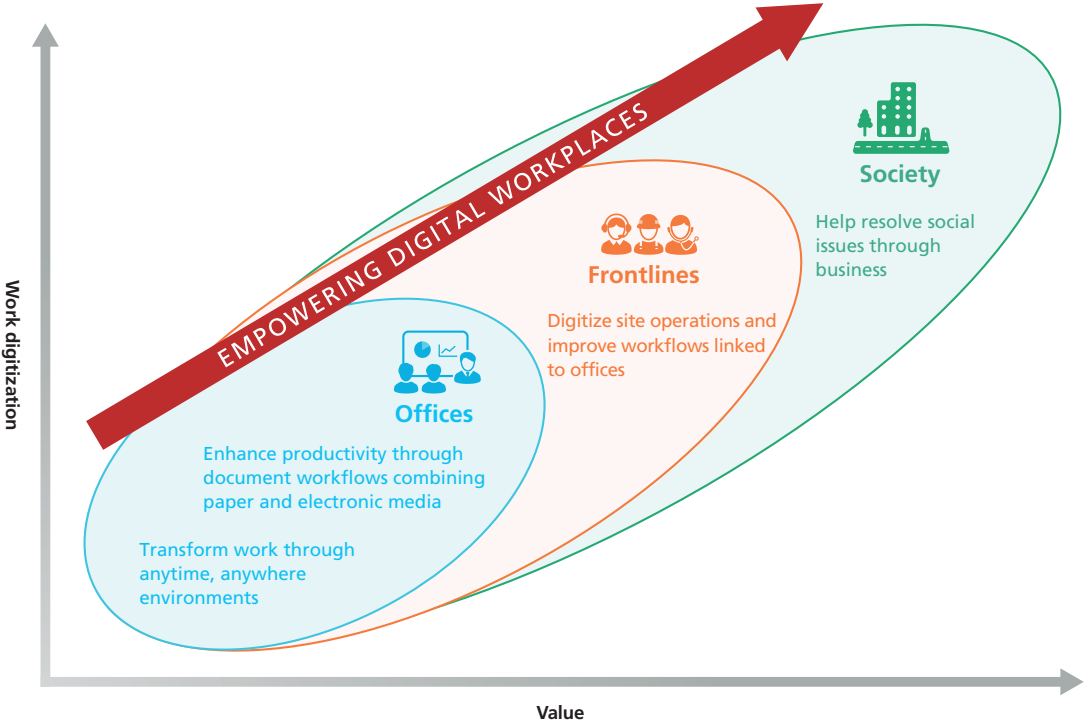 EMPOWERING DIGITAL WORKPLACES
Society
Help resolve social
issues through
business
Frontlines
Digitize site operations and
improve workflows linked
to offices
Offices
Enhance productivity through
document workflows combining
paper and electronic media
Transform work through
anytime, anywhere
environments
Work digitization
Value